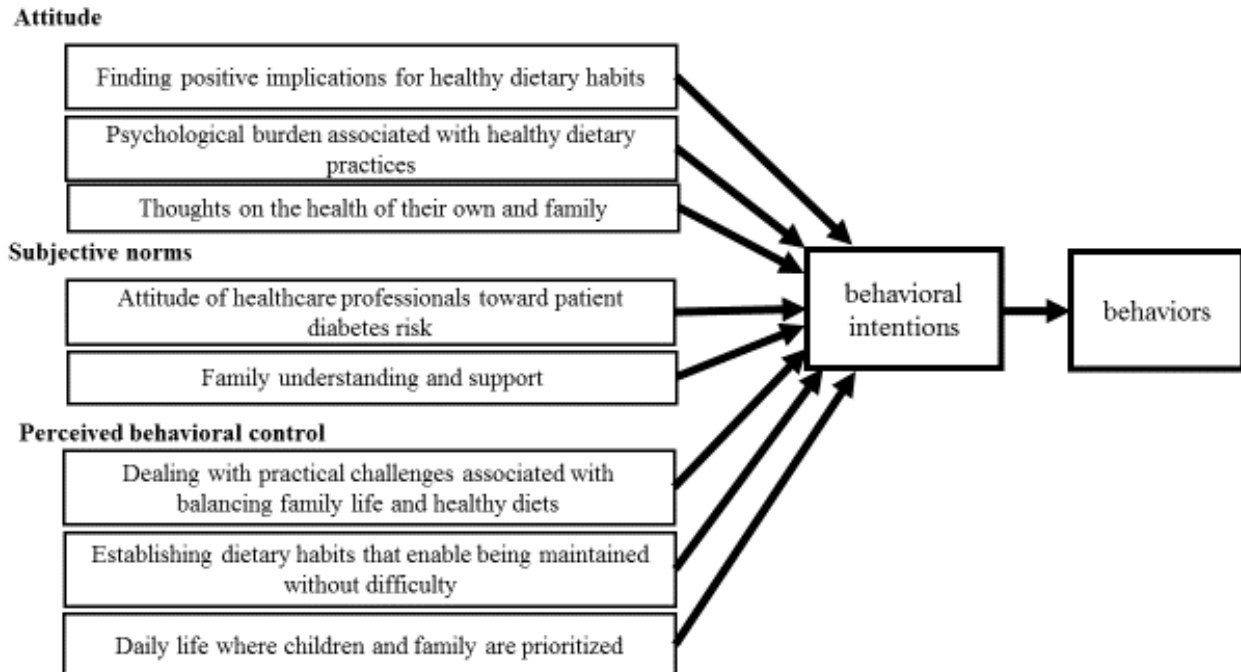 Attitude
Finding positive implications for healthy dietary habits
Psychological burden associated with healthy dietary
practices
Thoughts on the health of their own and family
Subjective norms
Attitude of healthcare professionals toward patient
diabetes risk
Family understanding and support
Perceived behavioral control
Dealing with practical challenges associated with
balancing family life and healthy diets
Establishing dietary habits that enable being maintained
without difficulty
Daily life where children and family are prioritized
behavioral
intentions
behaviors